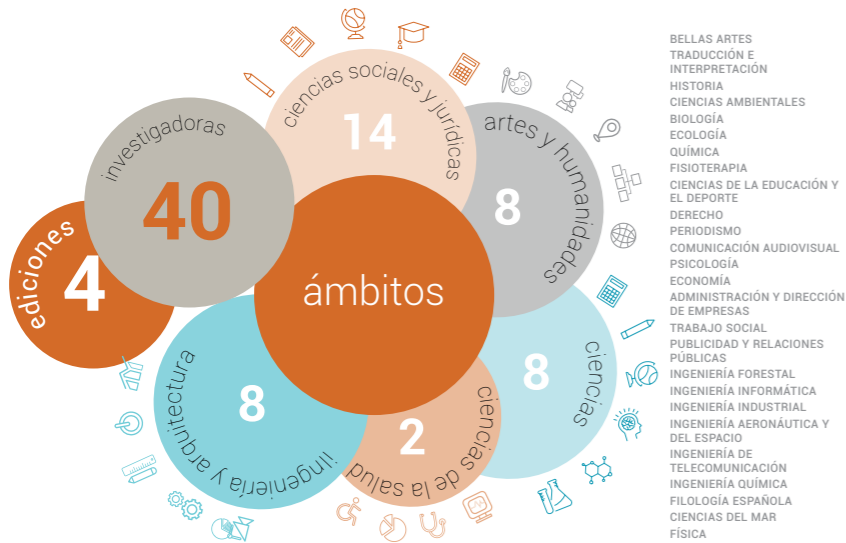 ediciones
4
investigadoras
40
ciencias sociales y jurídicas
14
artes y humanidades
8
ciencias
8
ciencias de la salud
2
iIngeniería y arquitectura
8
ámbitos
BELLAS ARTES
TRADUCCIÓN E
INTERPRETACIÓN
HISTORIA
CIENCIAS AMBIENTALES
BIOLOGÍA
ECOLOGÍA
QUÍMICA
FISIOTERAPIA
CIENCIAS DE LA EDUCACIÓN Y
EL DEPORTE
DERECHO
PERIODISMO
COMUNICACIÓN AUDIOVISUAL
PSICOLOGÍA
ECONOMÍA
ADMINISTRACIÓN Y DIRECCIÓN
DE EMPRESAS
TRABAJO SOCIAL
PUBLICIDAD Y RELACIONES
PÚBLICAS
INGENIERÍA FORESTAL
INGENIERÍA INFORMÁTICA
INGENIERÍA INDUSTRIAL
INGENIERÍA AERONÁUTICA Y
DEL ESPACIO
INGENIERÍA DE
TELECOMUNICACIÓN
INGENIERÍA QUÍMICA
FILOLOGÍA ESPAÑOLA
CIENCIAS DEL MAR
FÍSICA